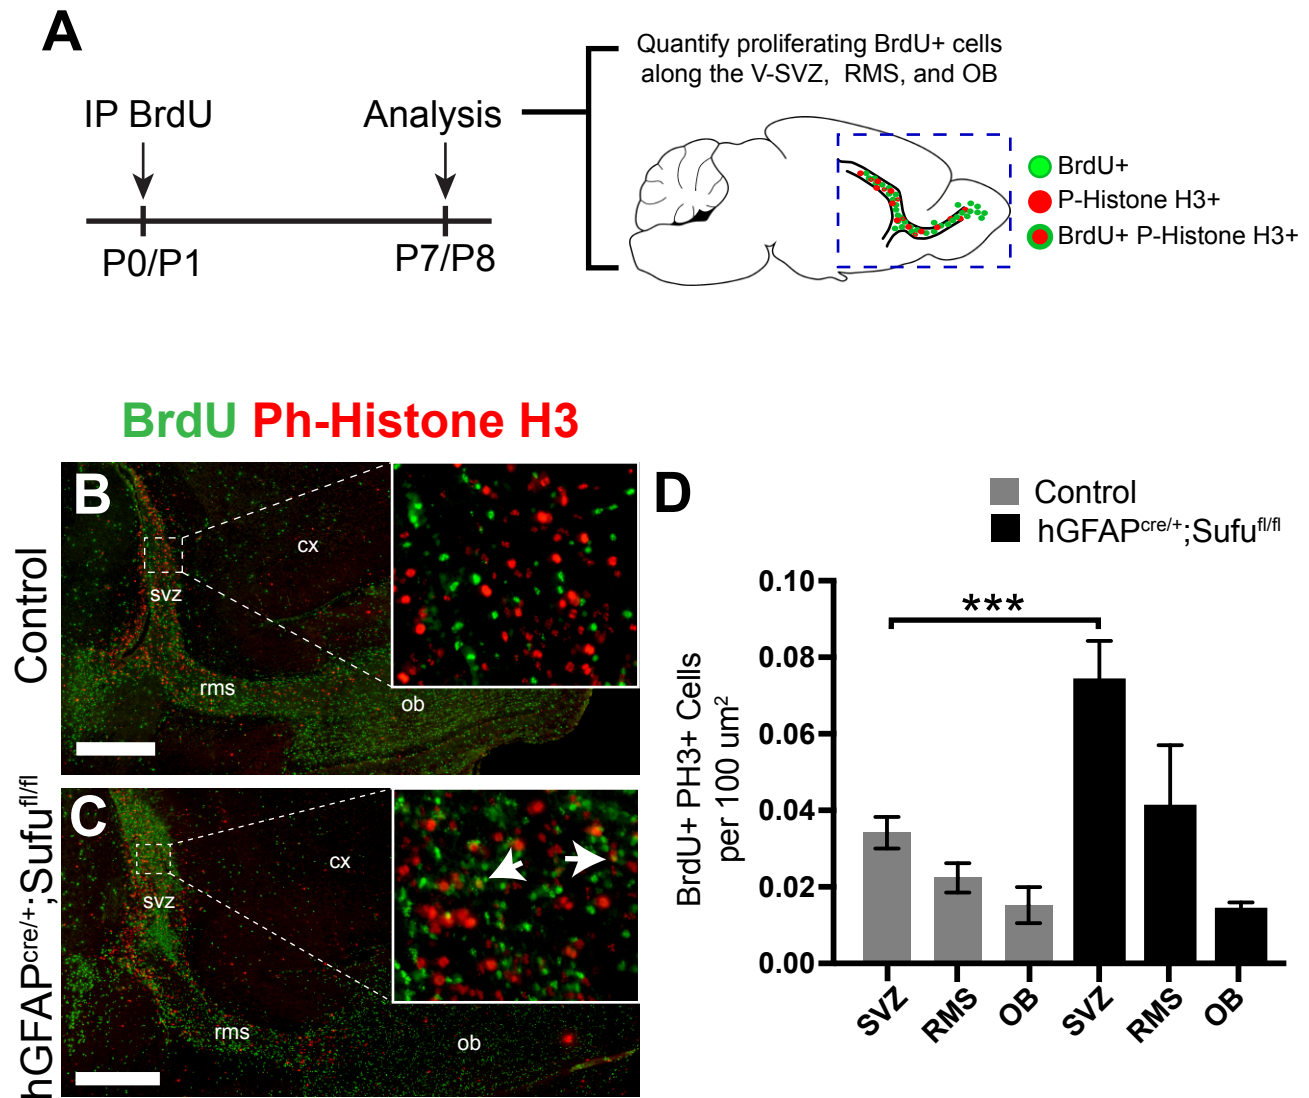 A
IP BrdU
Analysis
P0/P1
P7/P8
Quantify proliferating BrdU+ cells
along the V-SVZ, RMS, and OB
BrdU+
P-Histone H3+
BrdU+ P-Histone H3+
BrdU Ph-Histone H3
Control
B
cx
svz
rms
ob
hGFAPcre/+;Sufufl/fl
C
cx
svz
rms
ob
D
Control
hGFAPcre/+;Sufufl/fl
BrdU+ PH3+ Cells
per 100 um2
0.10
0.08
0.06
0.04
0.02
0.00
***
SVZ
RMS
OB
SVZ
RMS
OB